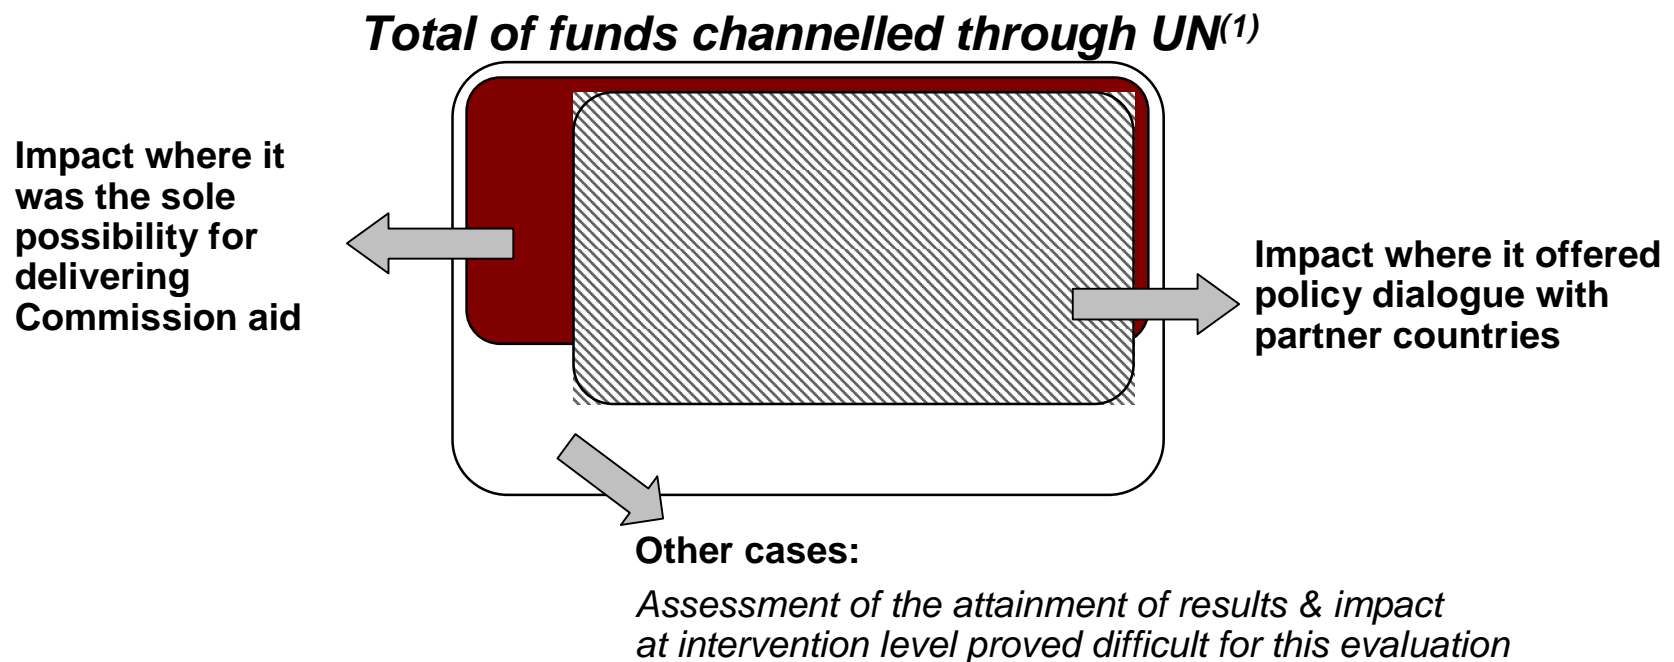 Total of funds channelled through UN(1)
Impact where it
was the sole
possibility for
delivering
Commission aid
Impact where it offered
policy dialogue with
partner countries
Other cases:
Assessment of the attainment of results & impact
at intervention level proved difficult for this evaluation